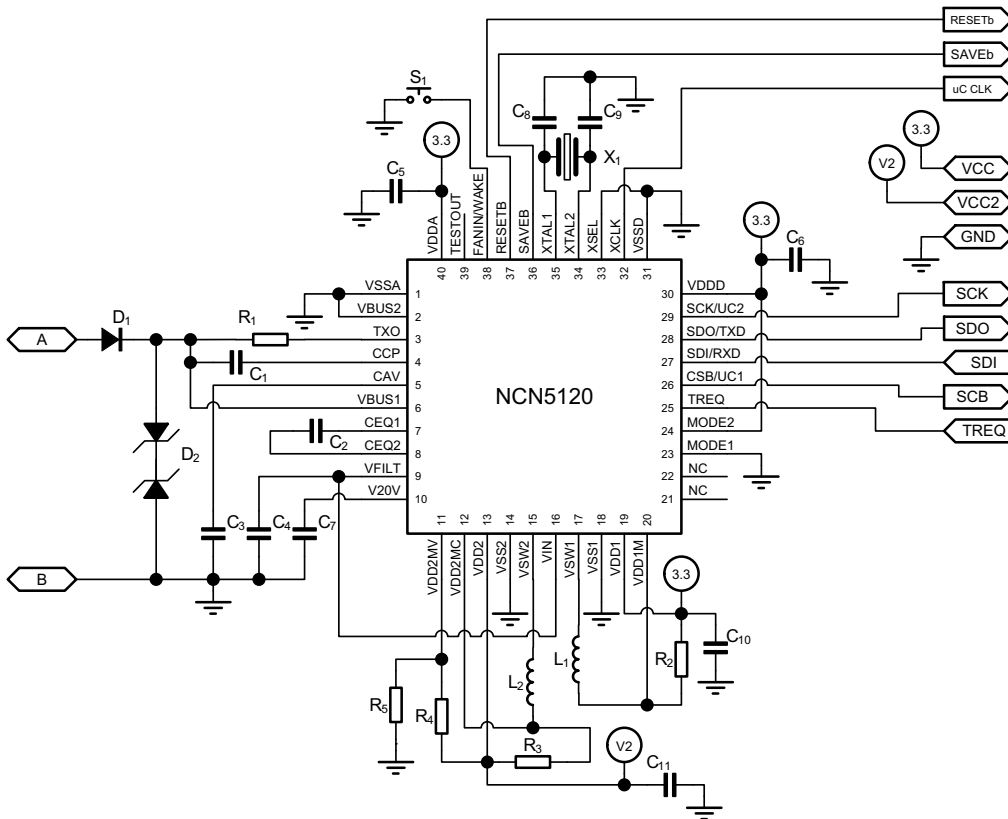 RESETb
SAVEb
uC CLK
S1
C8
C9
X1
3.3
VCC
3.3
V2
VCC2
C5
3.3
C6
GND
VDDA
TESTOUT
FANIN/WAKE
RESETB
SAVEB
XTAL1
XTAL2
XSEL
XCLK
VSSD
40
39
38
37
36
35
34
33
32
31
VSSA
1
30
VDDD
VBUS2
2
29
SCK/UC2
SCK
A
D1
R1
TXO
3
28
SDO/TXD
SDO
C1
CCP
4
27
SDI/RXD
SDI
CAV
5
NCN5120
26
CSB/UC1
SCB
VBUS1
6
25
TREQ
TREQ
C2
CEQ1
7
24
MODE2
D2
CEQ2
8
23
MODE1
VFILT
9
22
NC
V20V
10
21
NC
C3
C4
C7
11
12
13
14
15
16
17
18
19
20
VDD2MV
VDD2MC
VDD2
VSS2
VSW2
VIN
VSW1
VSS1
VDD1
VDD1M
B
3.3
C10
R2
L1
L2
R5
R4
R3
V2
C11